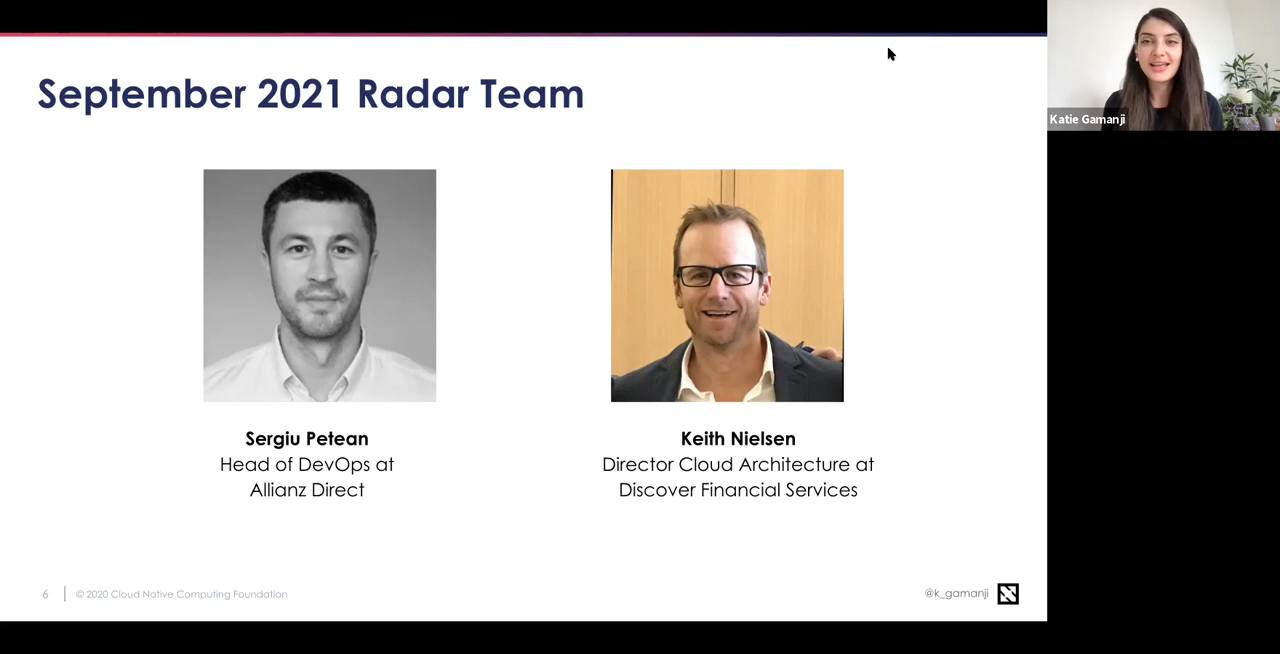 September 2021 Radar Team
Katie Gamanji
Sergiu Petean
Head of DevOps at
Allianz Direct
Keith Nielsen
Director Cloud Architecture at
Discover Financial Services
6
© 2020 Cloud Native Computing Foundation
@k_gamanji